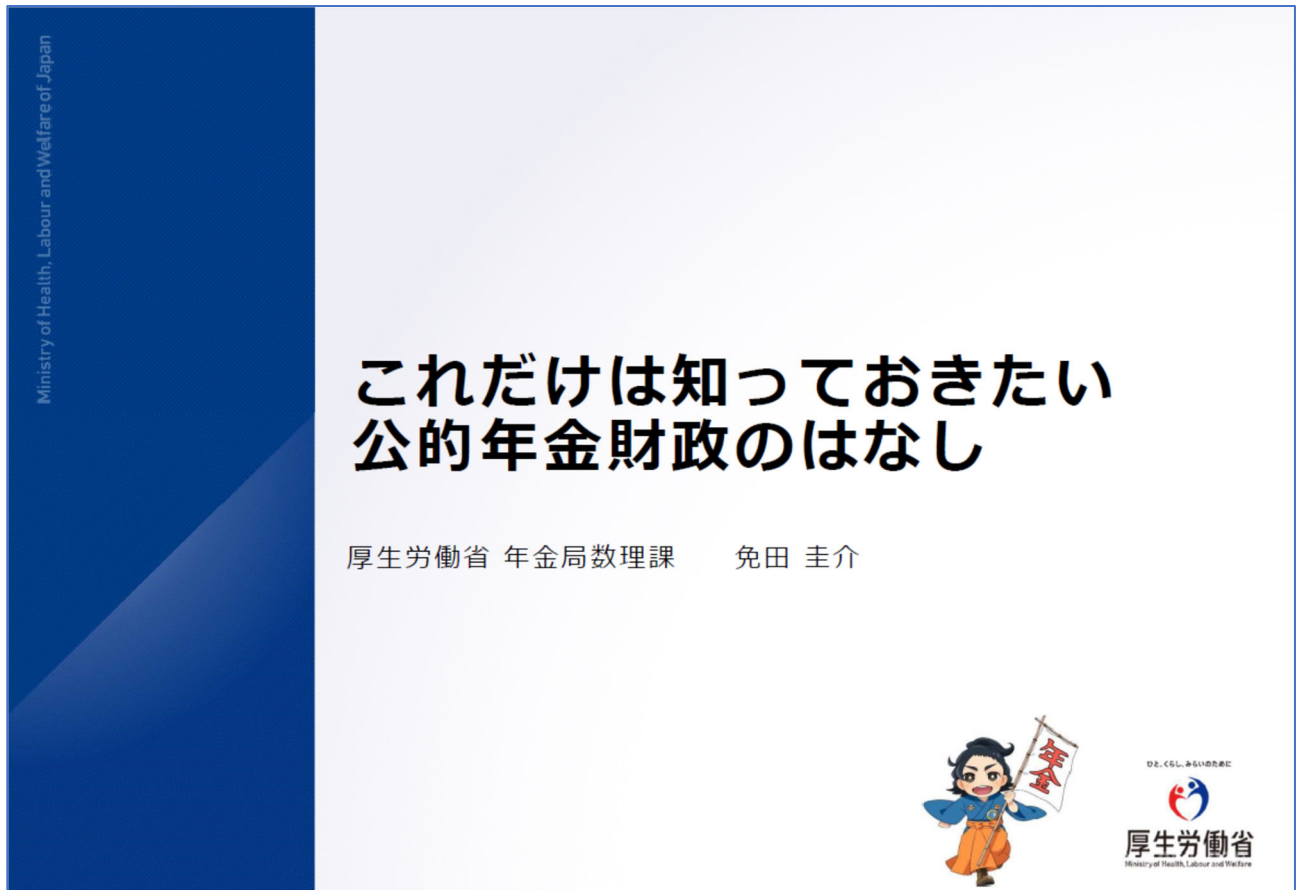 Ministry of Health, Labour and Welfare of Japan
これだけは知っておきたい
公的年金財政のはなし
厚生労働省 年金局数理課　　免田 圭介
年金
ひと、くらし、みらいのために
厚生労働省
Ministry of Health, Labour and Welfare